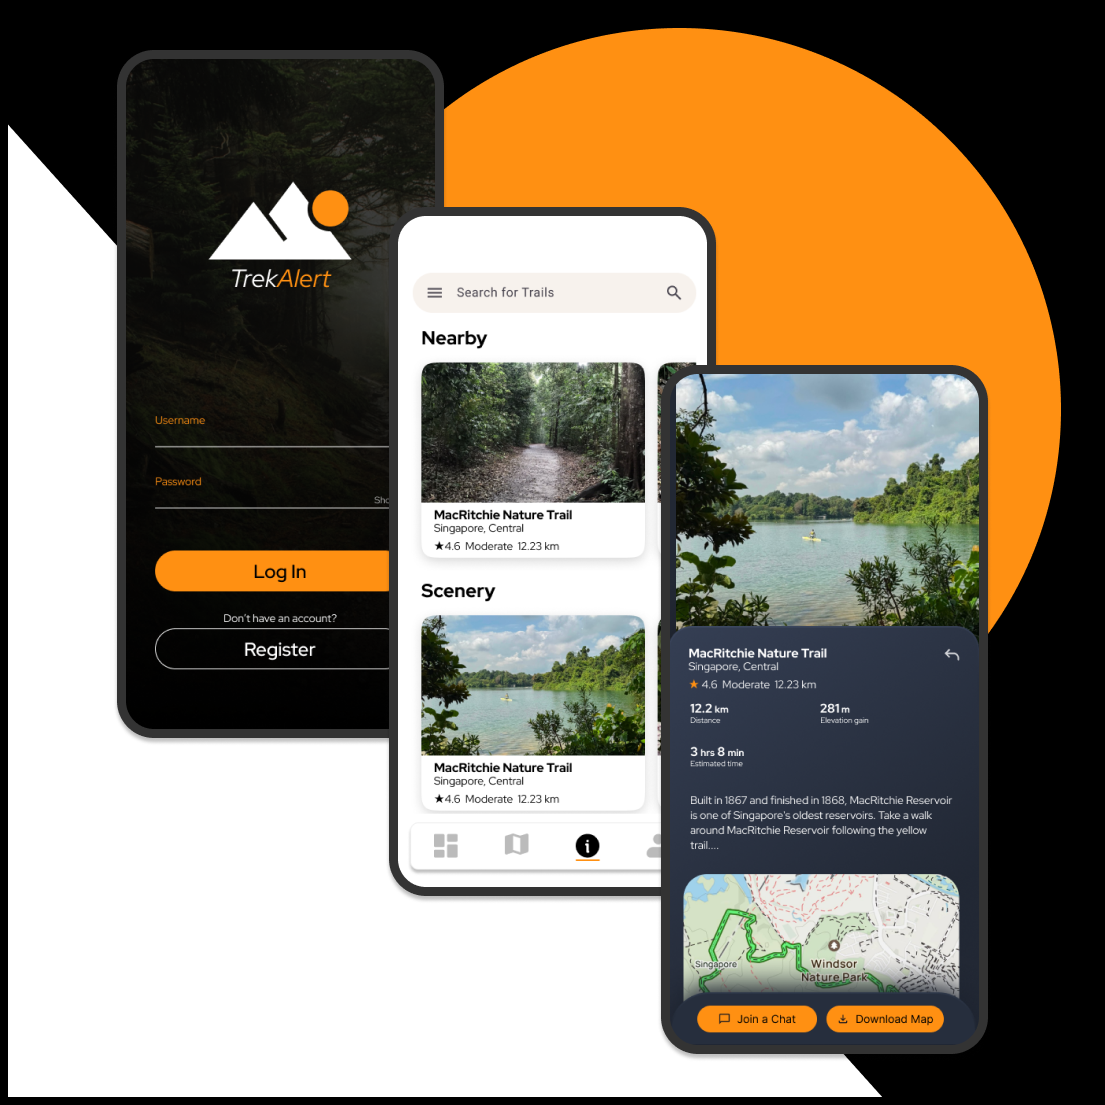 TrekAlert
Username
Password
Log In
Don't have an account?
Register
Search for Trails
Nearby
MacRitchie Nature Trail
Singapore, Central
★4.6 Moderate 12.23 km
Scenery
MacRitchie Nature Trail
Singapore, Central
★4.6 Moderate 12.23 km
MacRitchie Nature Trail
Singapore, Central
★ 4.6 Moderate 12.23 km
12.2 km
Distance
281 m
Elevation gain
3 hrs 8 min
Estimated time
Built in 1867 and finished in 1868, MacRitchie Reservoir
is one of Singapore's oldest reservoirs. Take a walk
around MacRitchie Reservoir following the yellow
trail....
Singapore
Windsor
Nature Park
Join a Chat
Download Map